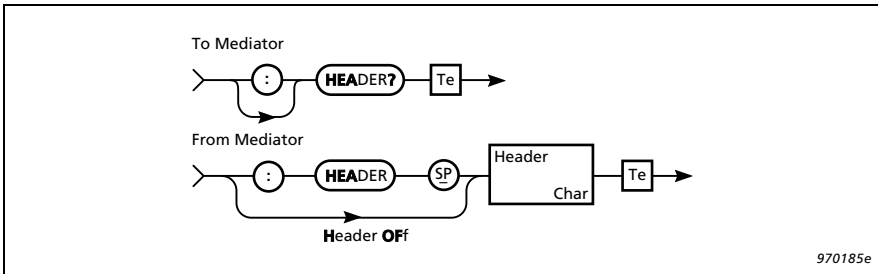 To Mediator
: HEADER? Te
From Mediator
: HEADER SP Header Char Te
Header OFf
970185e